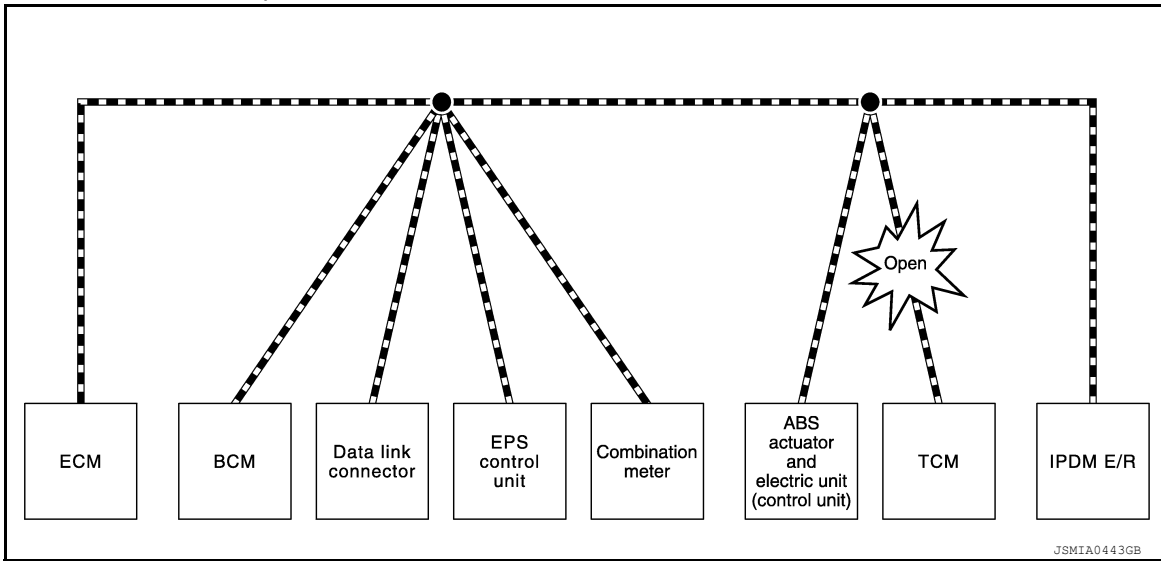 Open
ECM
BCM
Data link
connector
EPS
control
unit
Combination
meter
ABS
actuator
and
electric unit
(control unit)
TCM
IPDM E/R
JSMIA0443GB